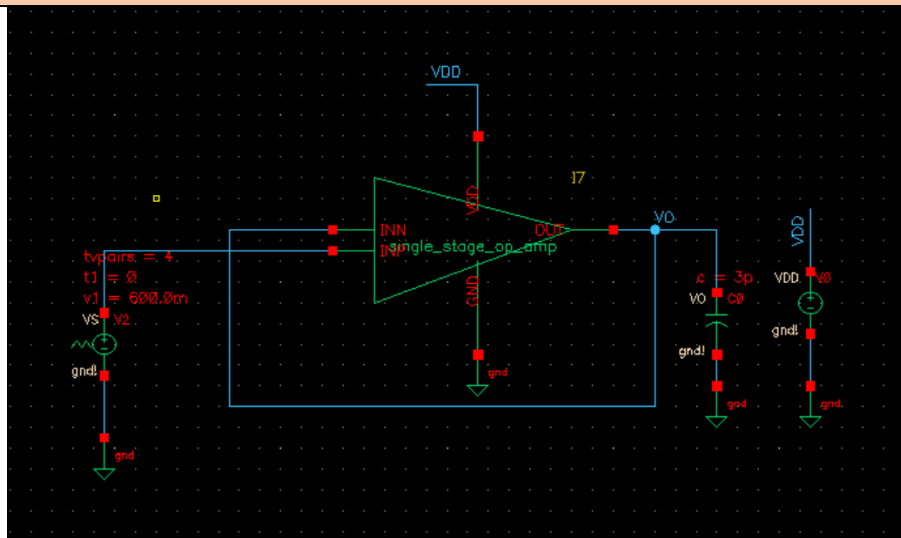 VDD
I7
VDD
INN
OUT
VO
INP
single_stage_op_amp
GND
gnd
tvpairs = 4
t1 = 0
v1 = 600.0m
VS
V2
gnd!
gnd
c = 3p
VO
C0
gnd!
gnd
VDD
VDD
V0
gnd!
gnd